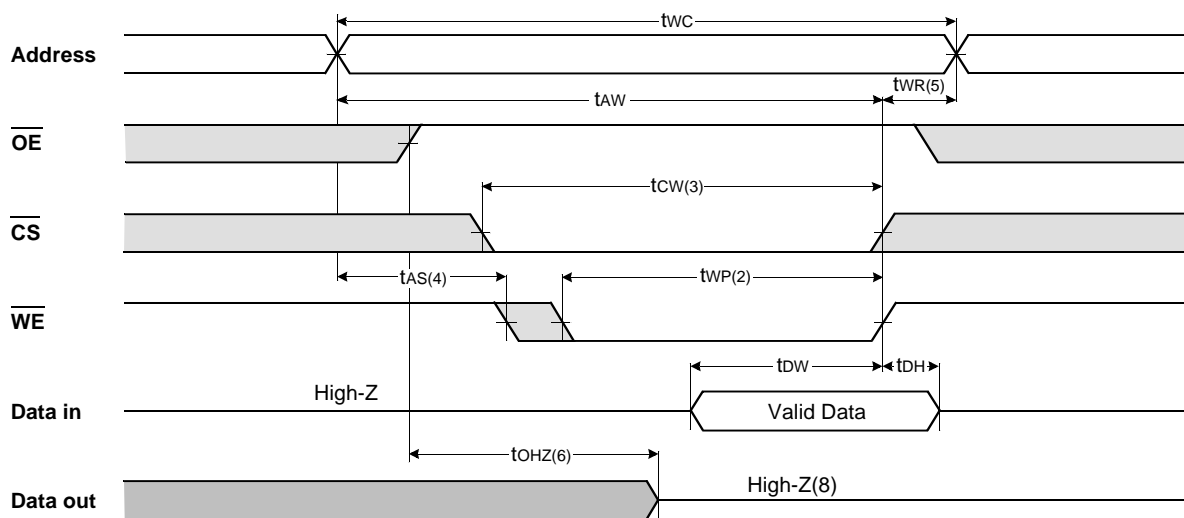 tWC
Address
tWR(5)
tAW
OE
tCW(3)
CS
tAS(4)
tWP(2)
WE
tDW
tDH
High-Z
Data in
Valid Data
tOHZ(6)
High-Z(8)
Data out